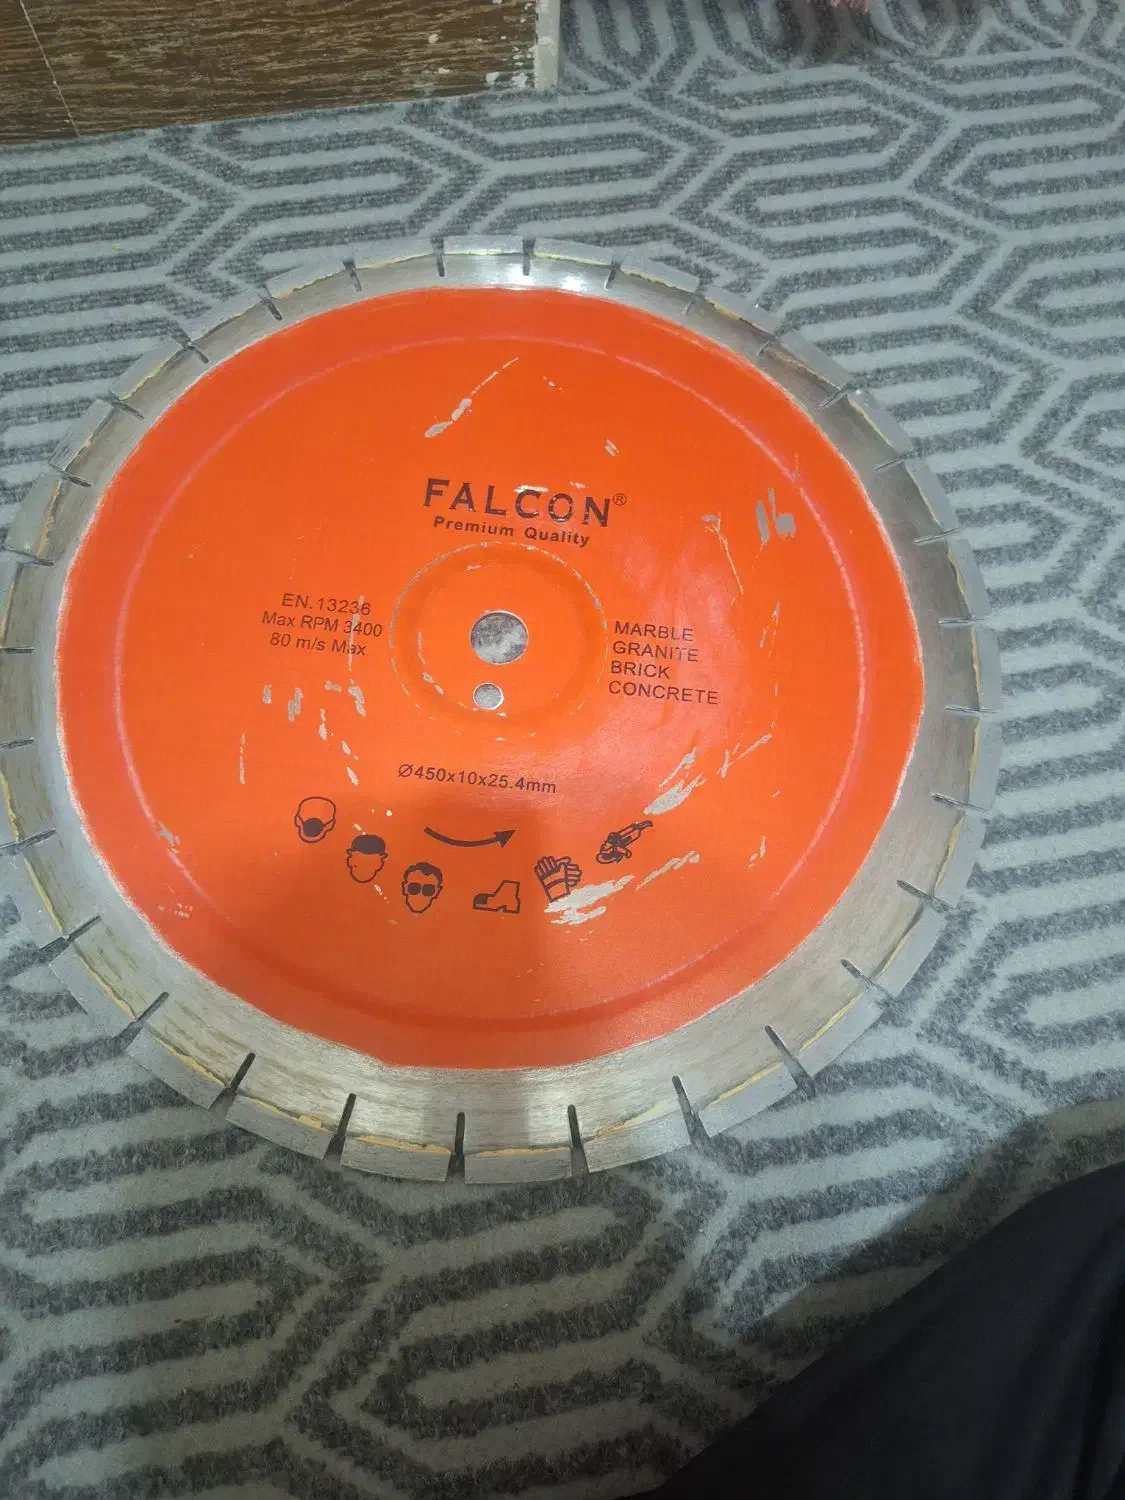 FALCON®
Premium Quality
EN.13236
Max RPM 3400
80 m/s Max
MARBLE
GRANITE
BRICK
CONCRETE
Ø450x10x25.4mm